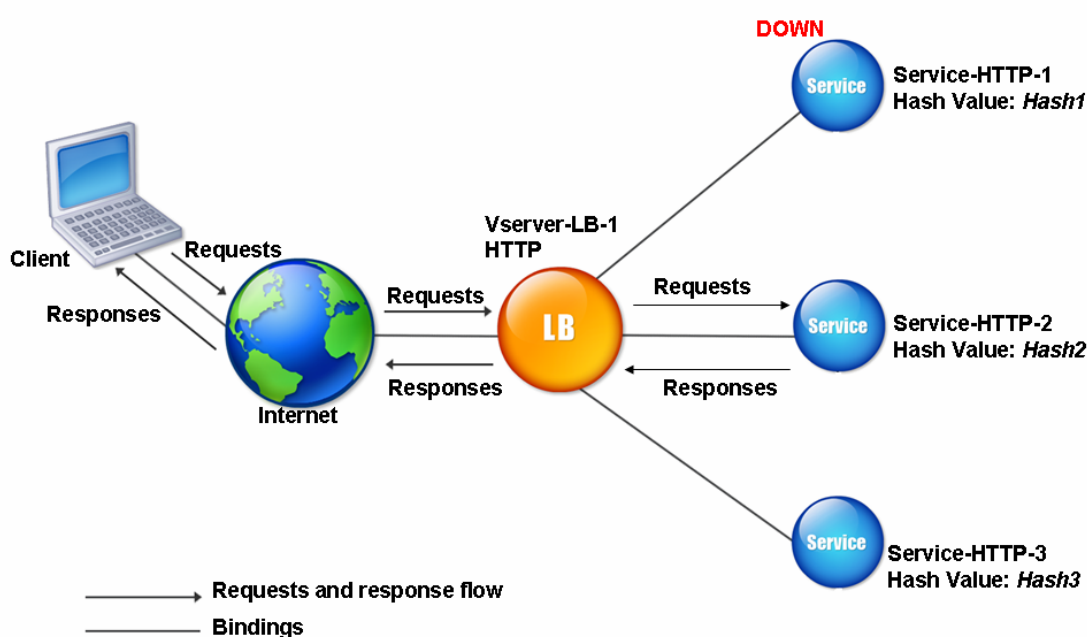 DOWN
Service
Service-HTTP-1
Hash Value: Hash1
Vserver-LB-1
HTTP
Client
Requests
Responses
Internet
Requests
Responses
LB
Requests
Responses
Service
Service-HTTP-2
Hash Value: Hash2
Service
Service-HTTP-3
Hash Value: Hash3
Requests and response flow
Bindings